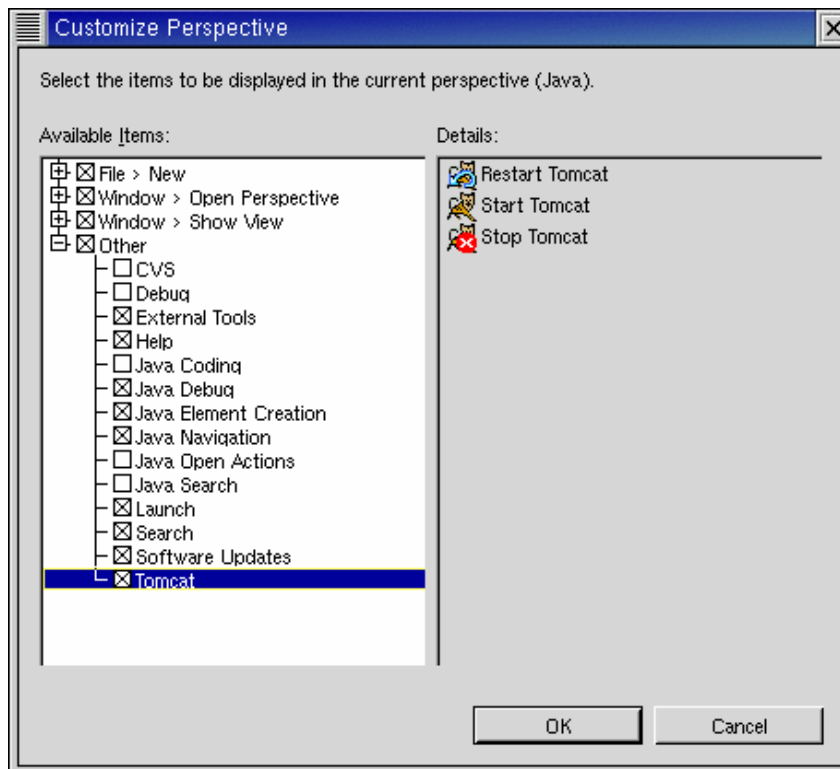 Customize Perspective
Select the items to be displayed in the current perspective (Java).
Available Items:
File > New
Window > Open Perspective
Window > Show View
Other
CVS
Debug
External Tools
Help
Java Coding
Java Debug
Java Element Creation
Java Navigation
Java Open Actions
Java Search
Launch
Search
Software Updates
Tomcat
Details:
Restart Tomcat
Start Tomcat
Stop Tomcat
OK
Cancel